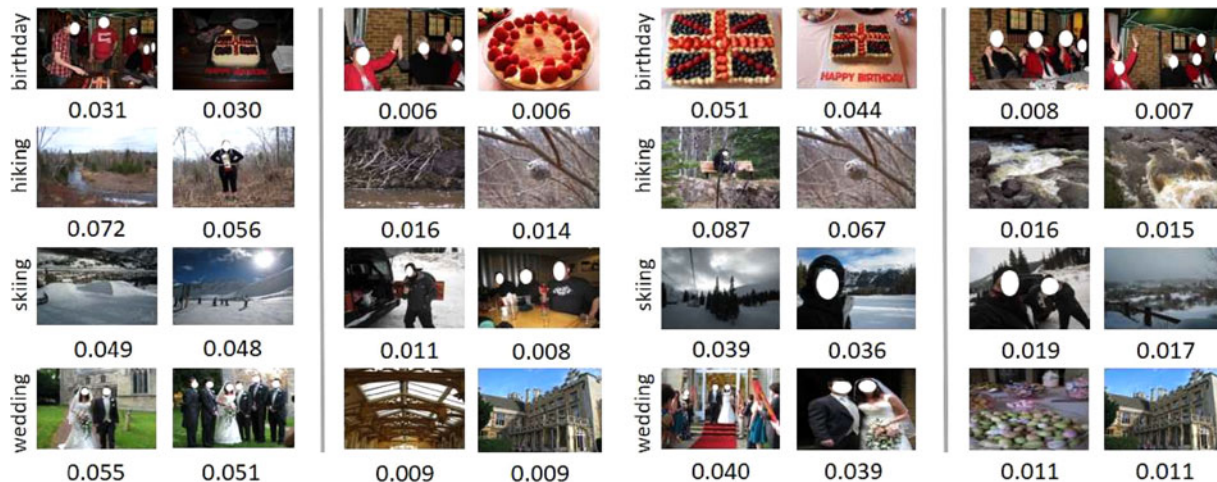 birthday
0.031 0.030 0.006 0.006
HAPPY BIRTHDAY
birthday
0.051 0.044 0.008 0.007
hiking
0.072 0.056 0.016 0.014
hiking
0.087 0.067 0.016 0.015
skiing
0.049 0.048 0.011 0.008
skiing
0.039 0.036 0.019 0.017
wedding
0.055 0.051 0.009 0.009
wedding
0.040 0.039 0.011 0.011